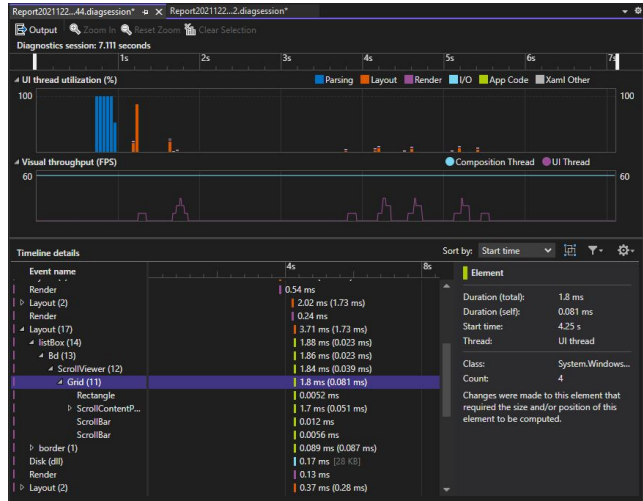 Report2021122...44.diagsession* Report2021122...2.diagsession*
Output Zoom In Reset Zoom Clear Selection
Diagnostics session: 7.111 seconds
1s 2s 3s 4s 5s 6s 7s
UI thread utilization (%) Parsing Layout Render I/O App Code Xaml Other
100 100
Visual throughput (FPS) Composition Thread UI Thread
60 60
Timeline details Sort by: Start time
Event name 4s 8s
Render 0.54 ms
Layout (2) 2.02 ms (1.73 ms)
Render 0.24 ms
Layout (17) 3.71 ms (1.73 ms)
listBox (14) 1.88 ms (0.023 ms)
Bd (13) 1.86 ms (0.023 ms)
ScrollViewer (12) 1.84 ms (0.039 ms)
Grid (11) 1.8 ms (0.081 ms)
Rectangle 0.0052 ms
ScrollContentP... 1.7 ms (0.051 ms)
ScrollBar 0.012 ms
ScrollBar 0.0056 ms
border (1) 0.089 ms (0.087 ms)
Disk (dll) 0.17 ms [28 KB]
Render 0.13 ms
Layout (2) 0.37 ms (0.28 ms)
Element
Duration (total): 1.8 ms
Duration (self): 0.081 ms
Start time: 4.25 s
Thread: UI thread
Class: System.Windows...
Count: 4
Changes were made to this element that
required the size and/or position of this
element to be computed.